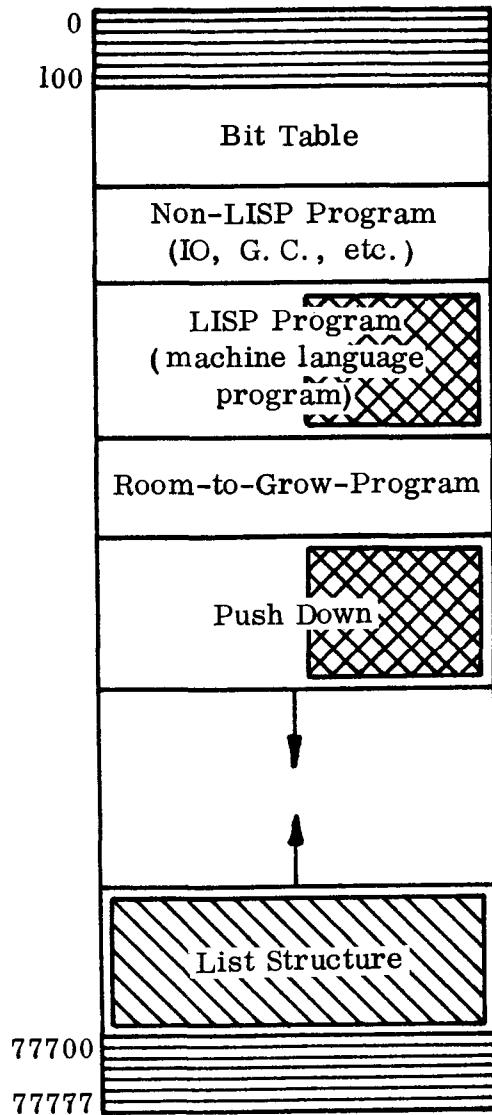 0
100
Bit Table
Non-LISP Program
(IO, G.C., etc.)
LISP Program
(machine language
program)
Room-to-Grow-Program
Push Down
List Structure
77700
77777